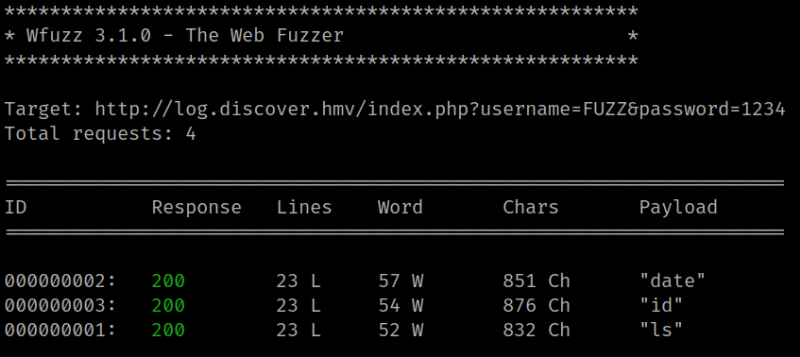 ********************************************************
* Wfuzz 3.1.0 - The Web Fuzzer                         *
********************************************************
Target: http://log.discover.hmv/index.php?username=FUZZ&password=1234
Total requests: 4
=====================================================================
ID           Response   Lines    Word       Chars       Payload
=====================================================================
000000002:   200        23 L     57 W       851 Ch      "date"
000000003:   200        23 L     54 W       876 Ch      "id"
000000001:   200        23 L     52 W       832 Ch      "ls"